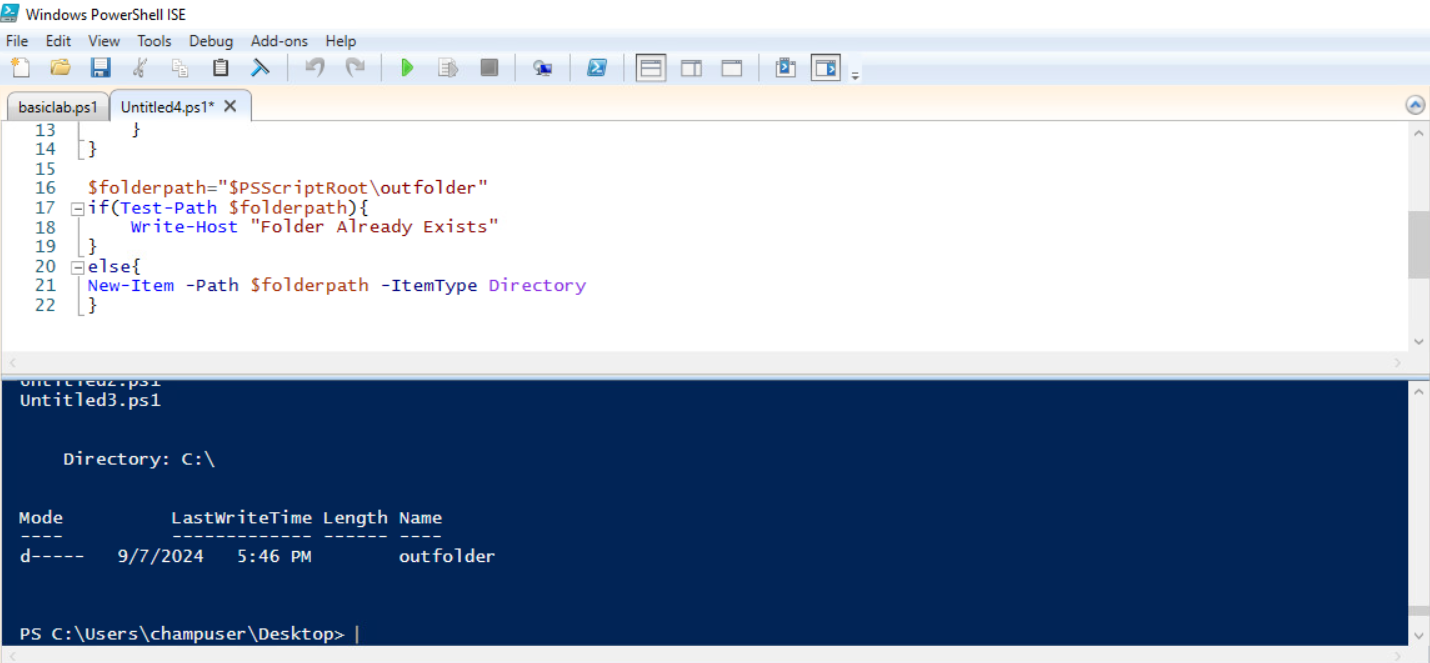 Windows PowerShell ISE
File Edit View Tools Debug Add-ons Help
basiclab.ps1 Untitled4.ps1* X
13 }
14 }
15
16 $folderpath="$PSScriptRoot\outfolder"
17 if(Test-Path $folderpath){
18 Write-Host "Folder Already Exists"
19 }
20 else{
21 New-Item -Path $folderpath -ItemType Directory
22 }
Untitled2.ps1
Untitled3.ps1
Directory: C:\
Mode LastWriteTime Length Name
---- ------------- ------ ----
d----- 9/7/2024 5:46 PM outfolder
PS C:\Users\champuser\Desktop>